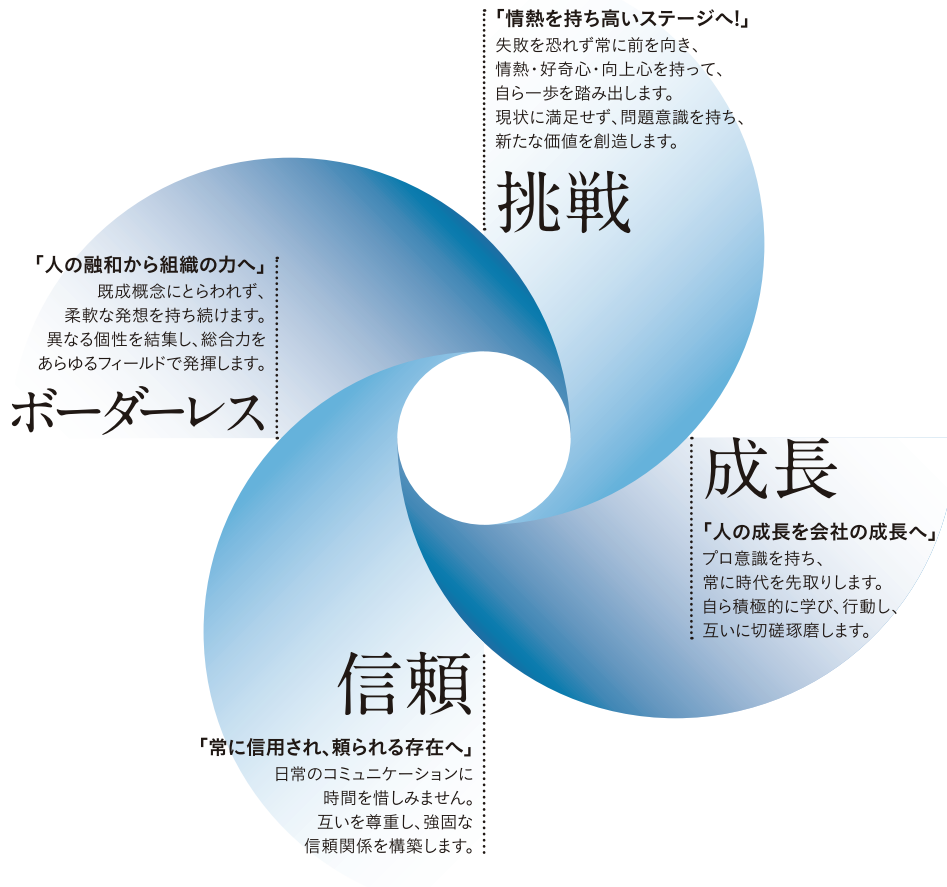 「情熱を持ち高いステージへ!」
失敗を恐れず常に前を向き、
情熱・好奇心・向上心を持って、
自ら一歩を踏み出します。
現状に満足せず、問題意識を持ち、
新たな価値を創造します。
挑戦
「人の融和から組織の力へ」
既成概念にとらわれず、
柔軟な発想を持ち続けます。
異なる個性を結集し、総合力を
あらゆるフィールドで発揮します。
ボーダーレス
成長
「人の成長を会社の成長へ」
プロ意識を持ち、
常に時代を先取りします。
自ら積極的に学び、行動し、
互いに切磋琢磨します。
信頼
「常に信用され、頼られる存在へ」
日常のコミュニケーションに
時間を惜しみません。
互いを尊重し、強固な
信頼関係を構築します。